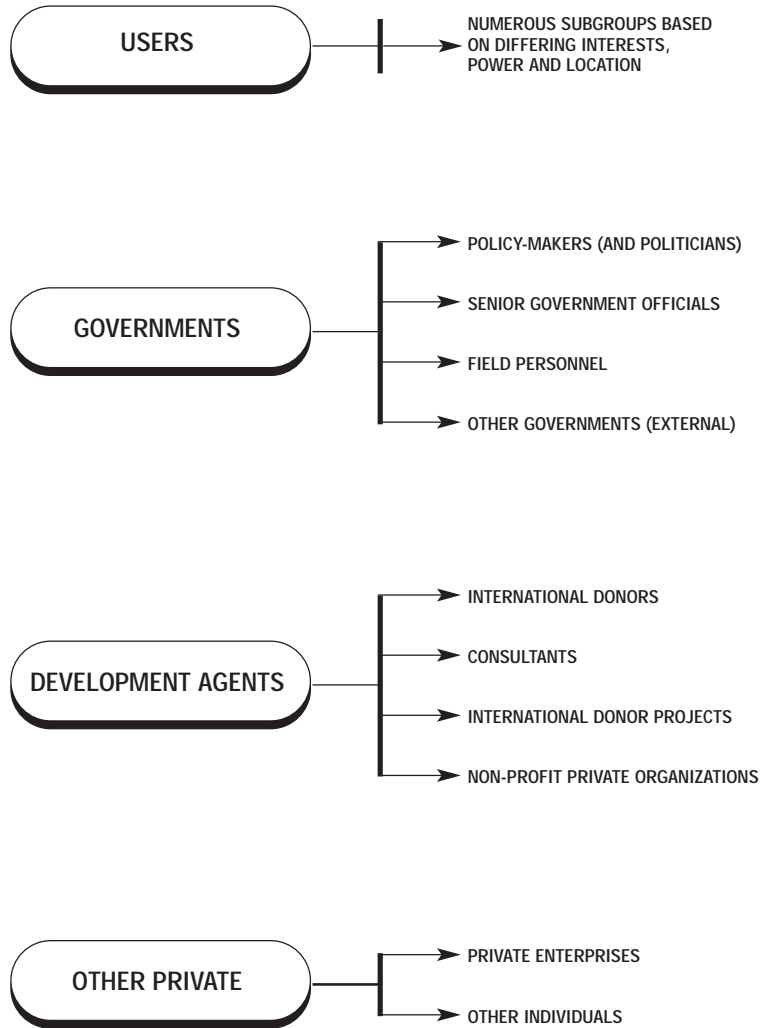 USERS
NUMEROUS SUBGROUPS BASED
ON DIFFERING INTERESTS,
POWER AND LOCATION
GOVERNMENTS
POLICY-MAKERS (AND POLITICIANS)
SENIOR GOVERNMENT OFFICIALS
FIELD PERSONNEL
OTHER GOVERNMENTS (EXTERNAL)
DEVELOPMENT AGENTS
INTERNATIONAL DONORS
CONSULTANTS
INTERNATIONAL DONOR PROJECTS
NON-PROFIT PRIVATE ORGANIZATIONS
OTHER PRIVATE
PRIVATE ENTERPRISES
OTHER INDIVIDUALS